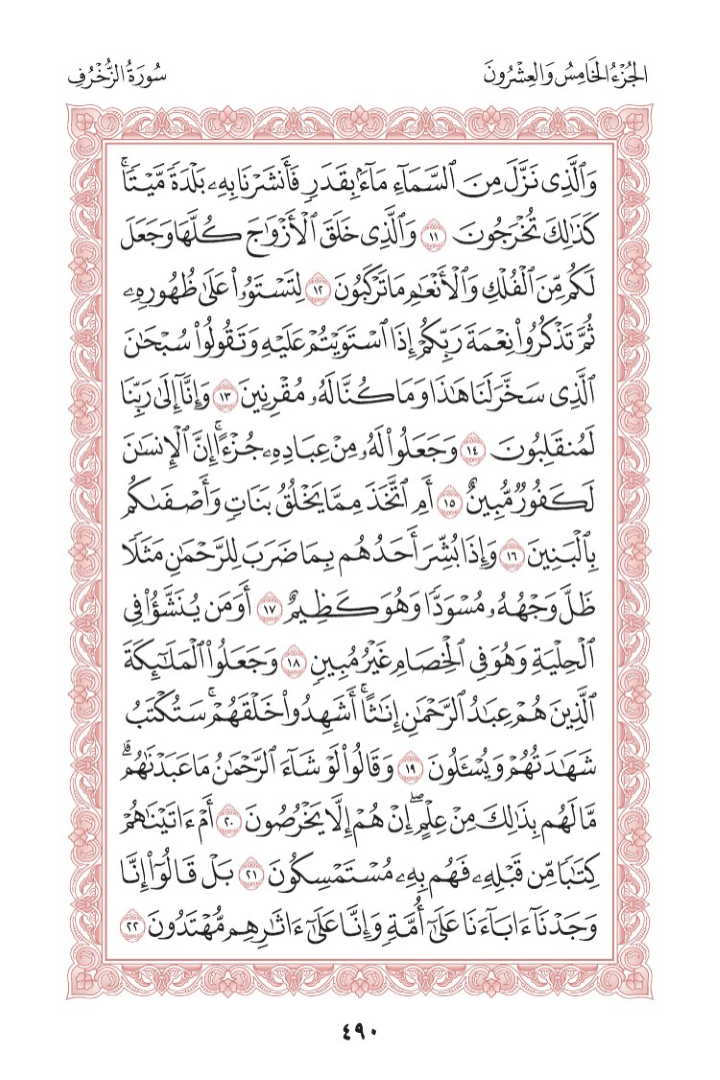 الجُزْءُ الخَامِسُ وَالعِشْرُونَ
سُورَةُ الزُّخْرُفِ
وَٱلَّذِى نَزَّلَ مِنَ ٱلسَّمَآءِ مَآءًۢ بِقَدَرٍ فَأَنشَرْنَا بِهِۦ بَلْدَةً مَّيْتًاۚ
كَذَٰلِكَ تُخْرَجُونَ ١١ وَٱلَّذِى خَلَقَ ٱلْأَزْوَٰجَ كُلَّهَا وَجَعَلَ
لَكُم مِّنَ ٱلْفُلْكِ وَٱلْأَنْعَٰمِ مَا تَرْكَبُونَ ١٢ لِتَسْتَوُۥا۟ عَلَىٰ ظُهُورِهِۦ
ثُمَّ تَذْكُرُوا۟ نِعْمَةَ رَبِّكُمْ إِذَا ٱسْتَوَيْتُمْ عَلَيْهِ وَتَقُولُوا۟ سُبْحَٰنَ
ٱلَّذِى سَخَّرَ لَنَا هَٰذَا وَمَا كُنَّا لَهُۥ مُقْرِنِينَ ١٣ وَإِنَّآ إِلَىٰ رَبِّنَا
لَمُنقَلِبُونَ ١٤ وَجَعَلُوا۟ لَهُۥ مِنْ عِبَادِهِۦ جُزْءًاۚ إِنَّ ٱلْإِنسَٰنَ
لَكَفُورٌ مُّبِينٌ ١٥ أَمِ ٱتَّخَذَ مِمَّا يَخْلُقُ بَنَاتٍ وَأَصْفَىٰكُم
بِٱلْبَنِينَ ١٦ وَإِذَا بُشِّرَ أَحَدُهُم بِمَا ضَرَبَ لِلرَّحْمَٰنِ مَثَلًا
ظَلَّ وَجْهُهُۥ مُسْوَدًّا وَهُوَ كَظِيمٌ ١٧ أَوَمَن يُنَشَّؤُا۟ فِى
ٱلْحِلْيَةِ وَهُوَ فِى ٱلْخِصَامِ غَيْرُ مُبِينٍ ١٨ وَجَعَلُوا۟ ٱلْمَلَٰٓئِكَةَ
ٱلَّذِينَ هُمْ عِبَٰدُ ٱلرَّحْمَٰنِ إِنَٰثًاۚ أَشَهِدُوا۟ خَلْقَهُمْۚ سَتُكْتَبُ
شَهَٰدَتُهُمْ وَيُسْـَٔلُونَ ١٩ وَقَالُوا۟ لَوْ شَآءَ ٱلرَّحْمَٰنُ مَا عَبَدْنَٰهُمۗ
مَّا لَهُم بِذَٰلِكَ مِنْ عِلْمٍۖ إِنْ هُمْ إِلَّا يَخْرُصُونَ ٢٠ أَمْ ءَاتَيْنَٰهُمْ
كِتَٰبًا مِّن قَبْلِهِۦ فَهُم بِهِۦ مُسْتَمْسِكُونَ ٢١ بَلْ قَالُوٓا۟ إِنَّا
وَجَدْنَآ ءَابَآءَنَا عَلَىٰٓ أُمَّةٍ وَإِنَّا عَلَىٰٓ ءَاثَٰرِهِم مُّهْتَدُونَ ٢٢
٤٩٠